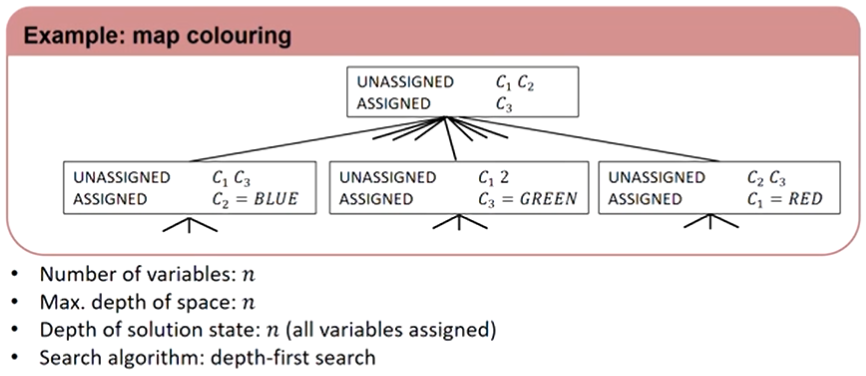 Example: map colouring
UNASSIGNED C₁ C₂
ASSIGNED C₃
UNASSIGNED C₁ C₃
ASSIGNED C₂ = BLUE
UNASSIGNED C₁ 2
ASSIGNED C₃ = GREEN
UNASSIGNED C₂ C₃
ASSIGNED C₁ = RED
• Number of variables: n
• Max. depth of space: n
• Depth of solution state: n (all variables assigned)
• Search algorithm: depth-first search